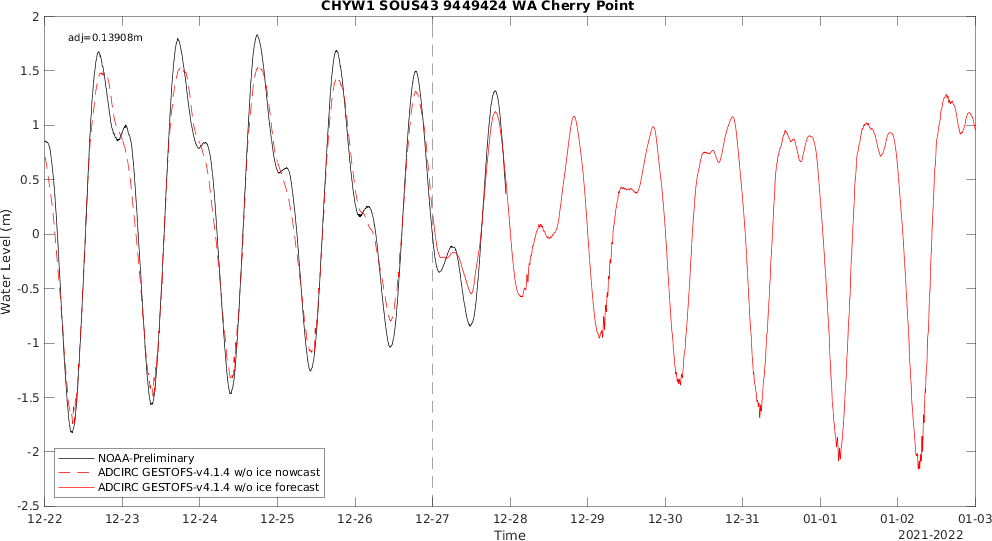 CHYW1 SOUS43 9449424 WA Cherry Point
adj=0.13908m
2
1.5
1
0.5
0
-0.5
-1
-1.5
-2
-2.5
Water Level (m)
NOAA-Preliminary
ADCIRC GESTOFS-v4.1.4 w/o ice nowcast
ADCIRC GESTOFS-v4.1.4 w/o ice forecast
12-22 12-23 12-24 12-25 12-26 12-27 12-28 12-29 12-30 12-31 01-01 01-02 01-03
Time
2021-2022